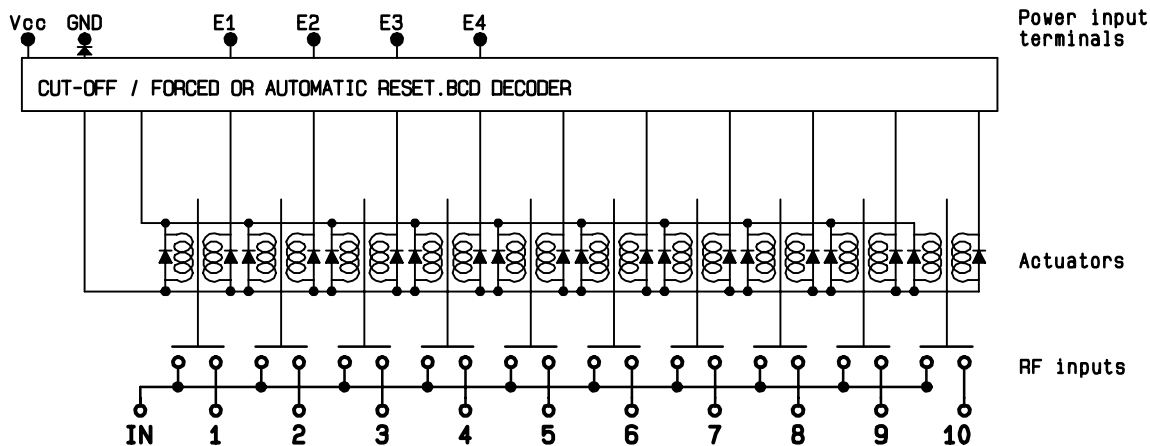 Vcc GND E1 E2 E3 E4 Power input
terminals
CUT-OFF / FORCED OR AUTOMATIC RESET.BCD DECODER
Actuators
RF inputs
IN 1 2 3 4 5 6 7 8 9 10